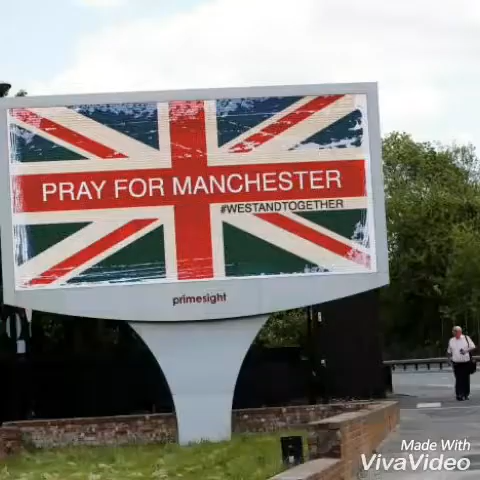 PRAY FOR MANCHESTER
#WESTANDTOGETHER
primesight
Made With
VivaVideo